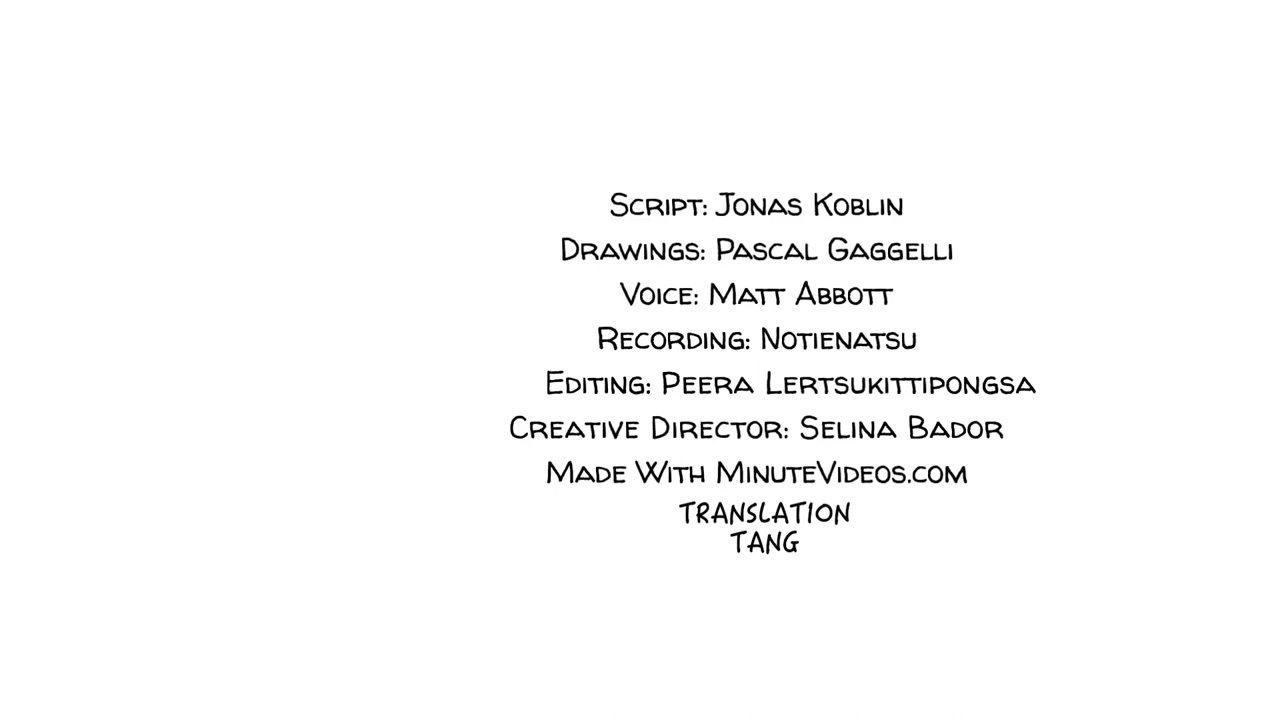 Script: Jonas Koblin
Drawings: Pascal Gaggelli
Voice: Matt Abbott
Recording: Notienatsu
Editing: Peera Lertsukittipongsa
Creative Director: Selina Bador
Made With MinuteVideos.com
TRANSLATION
TANG